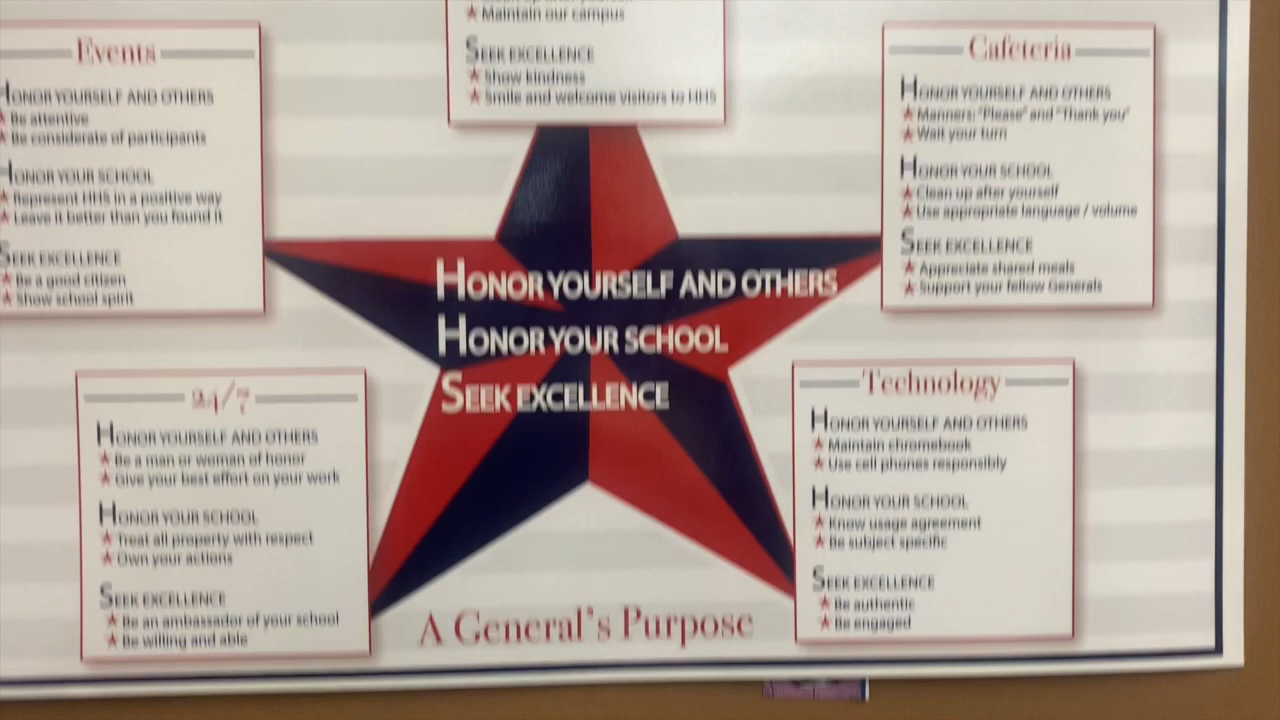 Maintain our campus
SEEK EXCELLENCE
Show kindness
Smile and welcome visitors to HHS
Events
HONOR YOURSELF AND OTHERS
Be attentive
Be considerate of participants
HONOR YOUR SCHOOL
Represent HHS in a positive way
Leave it better than you found it
SEEK EXCELLENCE
Be a good citizen
Show school spirit
Cafeteria
HONOR YOURSELF AND OTHERS
Manners: "Please" and "Thank you"
Wait your turn
HONOR YOUR SCHOOL
Clean up after yourself
Use appropriate language / volume
SEEK EXCELLENCE
Appreciate shared meals
Support your fellow Generals
HONOR YOURSELF AND OTHERS
HONOR YOUR SCHOOL
SEEK EXCELLENCE
24/7
HONOR YOURSELF AND OTHERS
Be a man or woman of honor
Give your best effort on your work
HONOR YOUR SCHOOL
Treat all property with respect
Own your actions
SEEK EXCELLENCE
Be an ambassador of your school
Be willing and able
Technology
HONOR YOURSELF AND OTHERS
Maintain chromebook
Use cell phones responsibly
HONOR YOUR SCHOOL
Know usage agreement
Be subject specific
SEEK EXCELLENCE
Be authentic
Be engaged
A General's Purpose